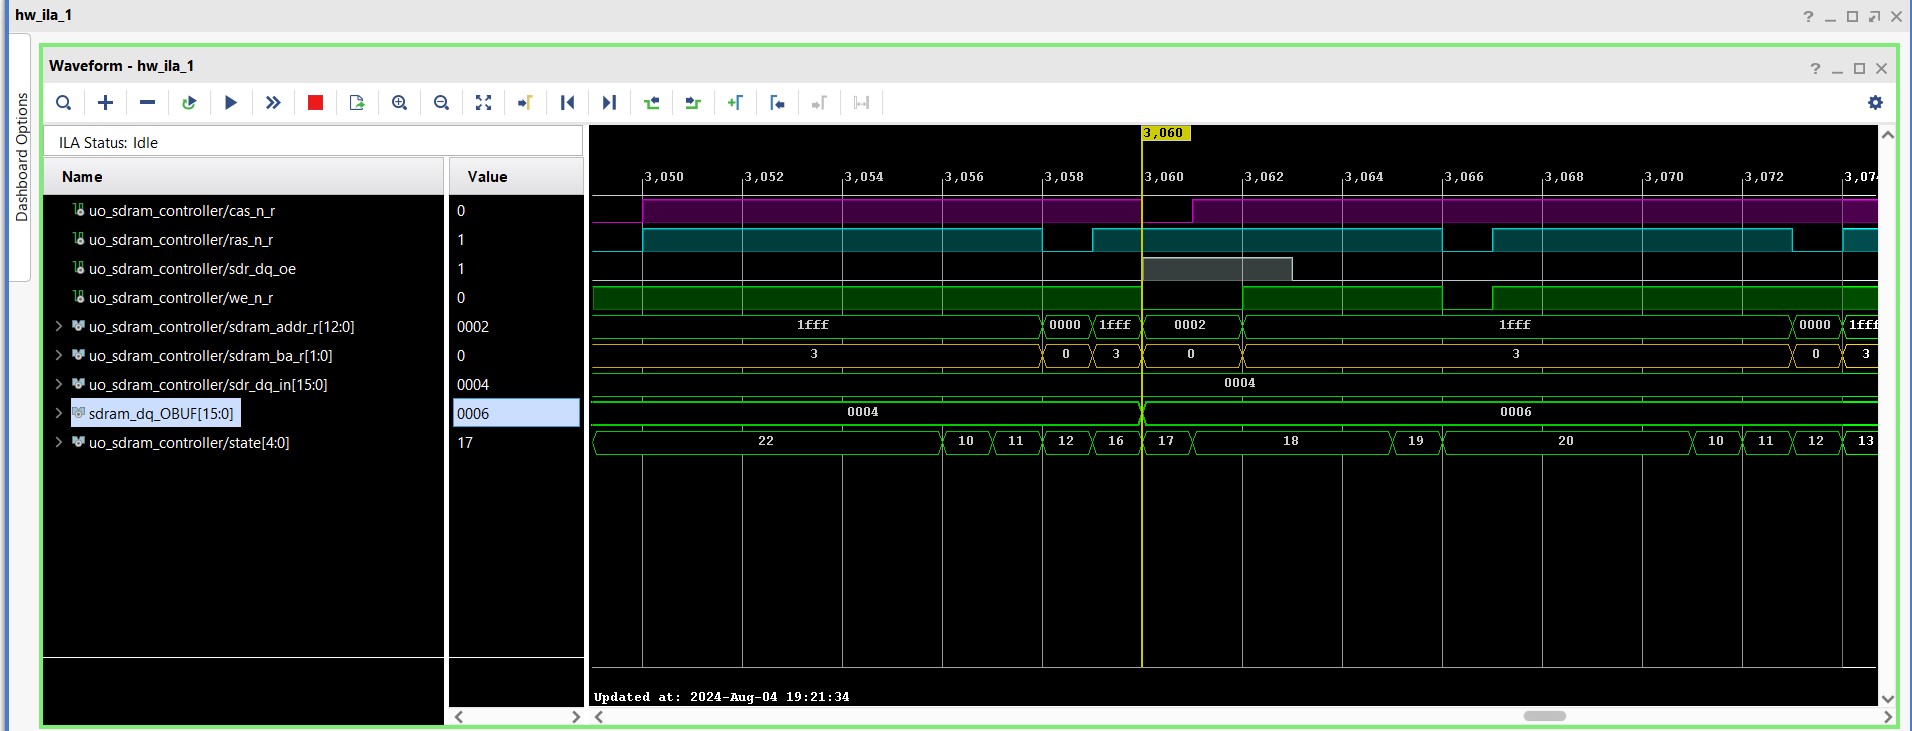 hw_ila_1
Dashboard Options
Waveform - hw_ila_1
ILA Status: Idle
Name Value
3,060
3,050 3,052 3,054 3,056 3,058 3,060 3,062 3,064 3,066 3,068 3,070 3,072 3,074
uo_sdram_controller/cas_n_r 0
uo_sdram_controller/ras_n_r 1
uo_sdram_controller/sdr_dq_oe 1
uo_sdram_controller/we_n_r 0
uo_sdram_controller/sdram_addr_r[12:0] 0002 1fff 0000 1fff 0002 1fff 0000 1fff
uo_sdram_controller/sdram_ba_r[1:0] 0 3 0 3 0 3 0 3
uo_sdram_controller/sdr_dq_in[15:0] 0004 0004
sdram_dq_OBUF[15:0] 0006 0004 0006
uo_sdram_controller/state[4:0] 17 22 10 11 12 16 17 18 19 20 10 11 12 13
Updated at: 2024-Aug-04 19:21:34